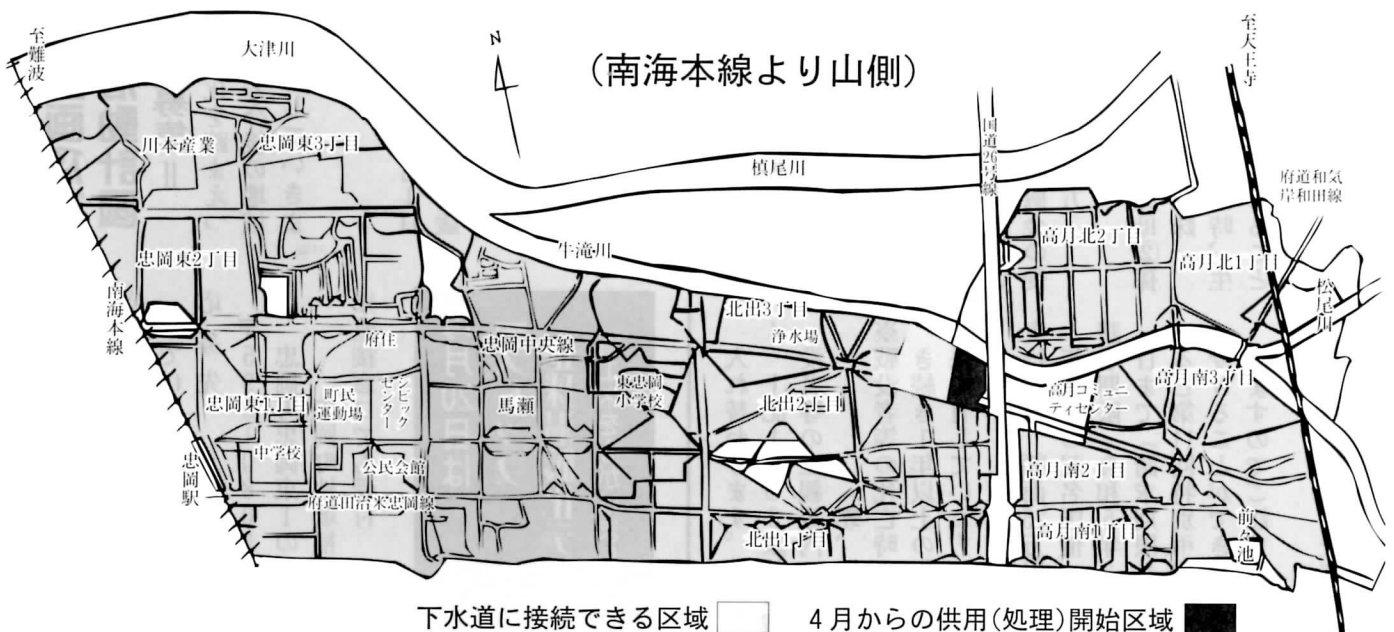 (南海本線より山側)
至難波
大津川
N
至天王寺
国道26号線
槙尾川
府道和気
岸和田線
川本産業
忠岡東3丁目
牛滝川
高月北2丁目
高月北1丁目
松尾川
忠岡東2丁目
南海本線
北出3丁目
浄水場
府住
忠岡中央線
東忠岡
小学校
北出2丁目
高月南3丁目
高月コミュニ
ティセンター
忠岡東1丁目
町民
運動場
シビック
センター
馬瀬
中学校
公民会館
忠岡駅
府道田治米忠岡線
高月南2丁目
北出1丁目
高月南1丁目
前々池
下水道に接続できる区域
4月からの供用(処理)開始区域